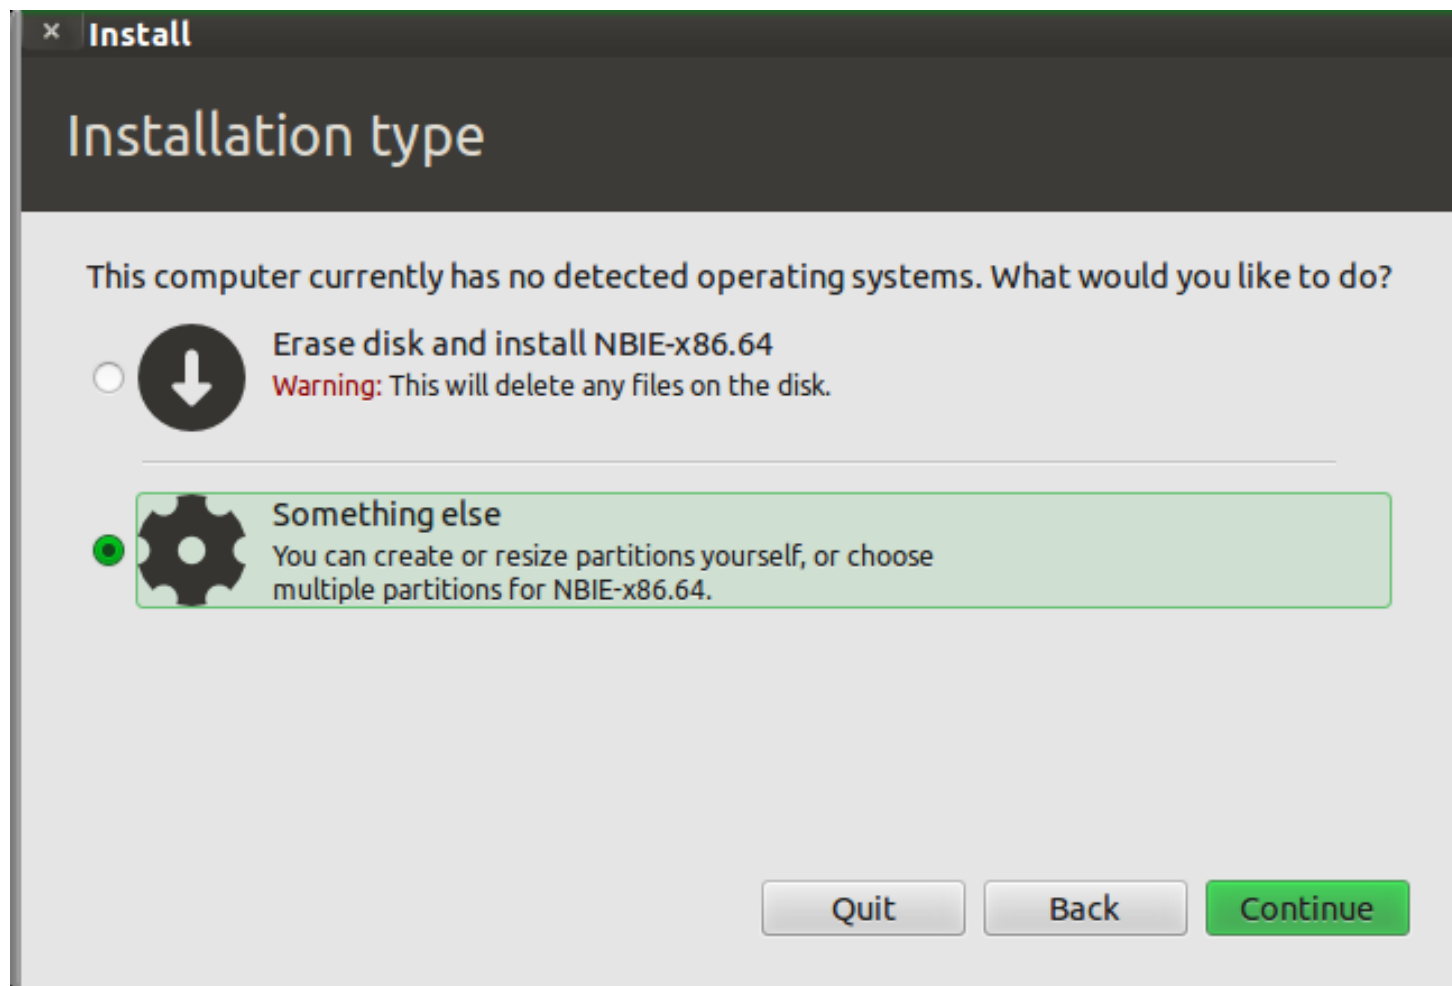 Install
Installation type
This computer currently has no detected operating systems. What would you like to do?
Erase disk and install NBIE-x86.64
Warning: This will delete any files on the disk.
Something else
You can create or resize partitions yourself, or choose
multiple partitions for NBIE-x86.64.
Quit Back Continue